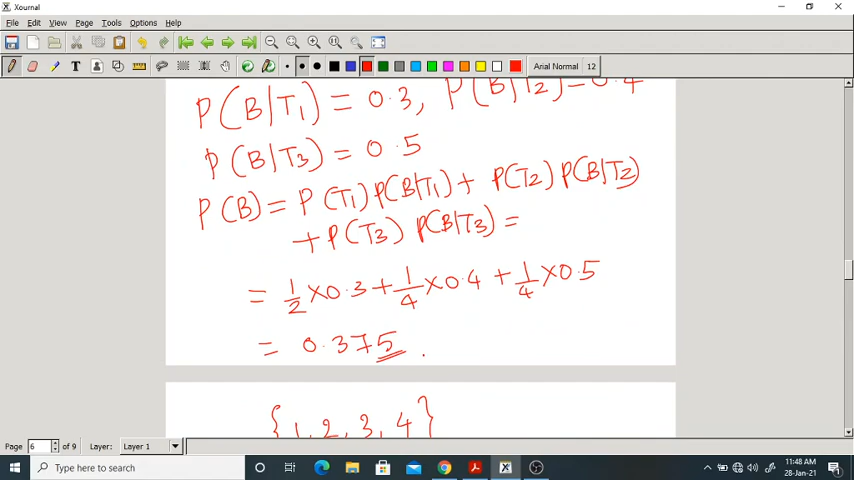 Xournal
File Edit View Page Tools Options Help
Arial Normal 12
P(B|T1) = 0.3, P(B|T2) = 0.4
P(B|T3) = 0.5
P(B) = P(T1) P(B|T1) + P(T2) P(B|T2)
+ P(T3) P(B|T3) =
= 1/2 × 0.3 + 1/4 × 0.4 + 1/4 × 0.5
= 0.375.
{1, 2, 3, 4}
Page 6 of 9 Layer: Layer 1
Type here to search
11:48 AM
28-Jan-21